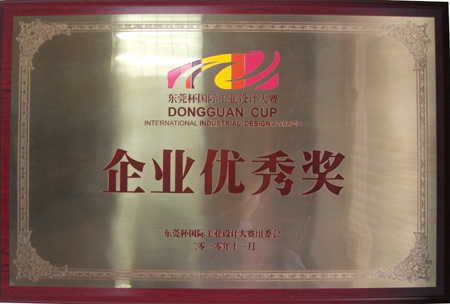 东莞杯国际工业设计大赛
DONGGUAN CUP
INTERNATIONAL INDUSTRIAL DESIGN AWARDS
企业优秀奖
东莞杯国际工业设计大赛组委会
二零一零年十一月